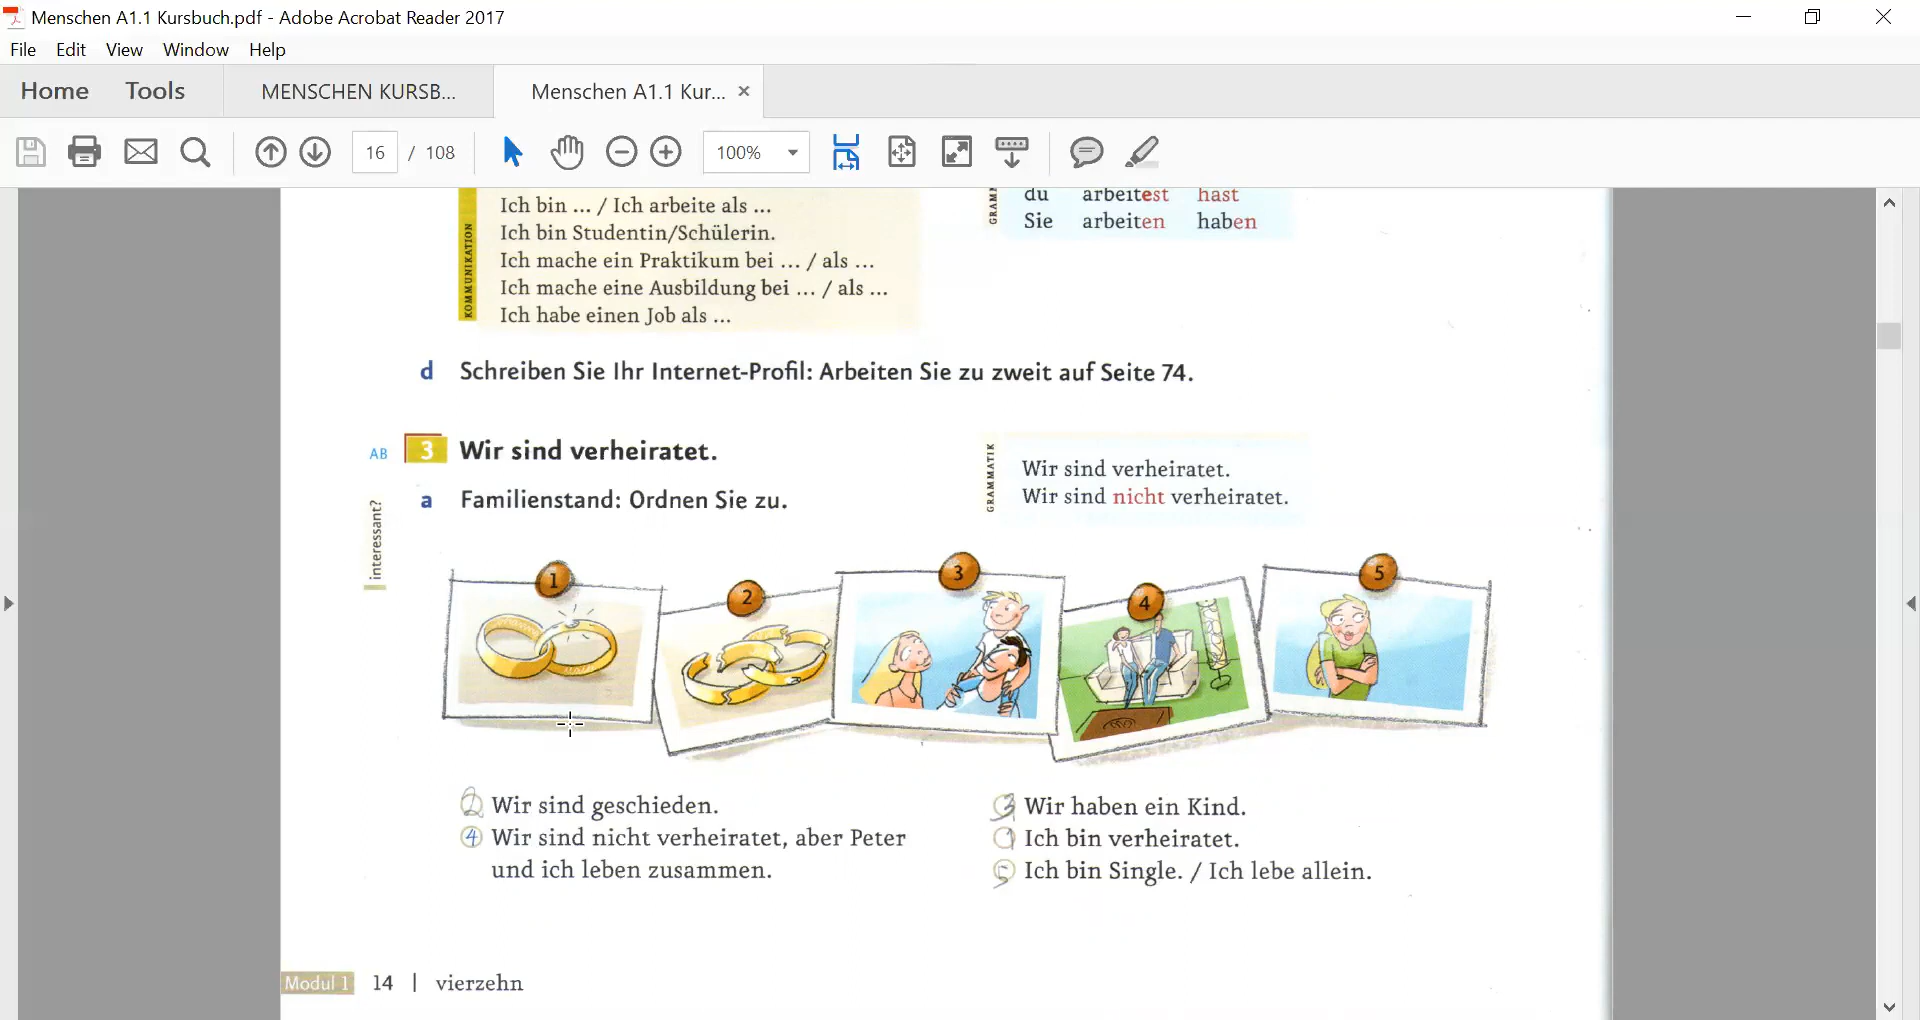 Menschen A1.1 Kursbuch.pdf - Adobe Acrobat Reader 2017
File Edit View Window Help
Home Tools MENSCHEN KURSB... Menschen A1.1 Kur... ×
16 / 108 100%
KOMMUNIKATION
Ich bin ... / Ich arbeite als ...
Ich bin Studentin/Schülerin.
Ich mache ein Praktikum bei ... / als ...
Ich mache eine Ausbildung bei ... / als ...
Ich habe einen Job als ...
GRAMM
du arbeitest hast
Sie arbeiten haben
d Schreiben Sie Ihr Internet-Profil: Arbeiten Sie zu zweit auf Seite 74.
AB 3 Wir sind verheiratet.
interessant?
a Familienstand: Ordnen Sie zu.
GRAMMATIK
Wir sind verheiratet.
Wir sind nicht verheiratet.
1
2
3
4
5
2 Wir sind geschieden.
4 Wir sind nicht verheiratet, aber Peter
und ich leben zusammen.
3 Wir haben ein Kind.
1 Ich bin verheiratet.
5 Ich bin Single. / Ich lebe allein.
Modul 1 14 | vierzehn